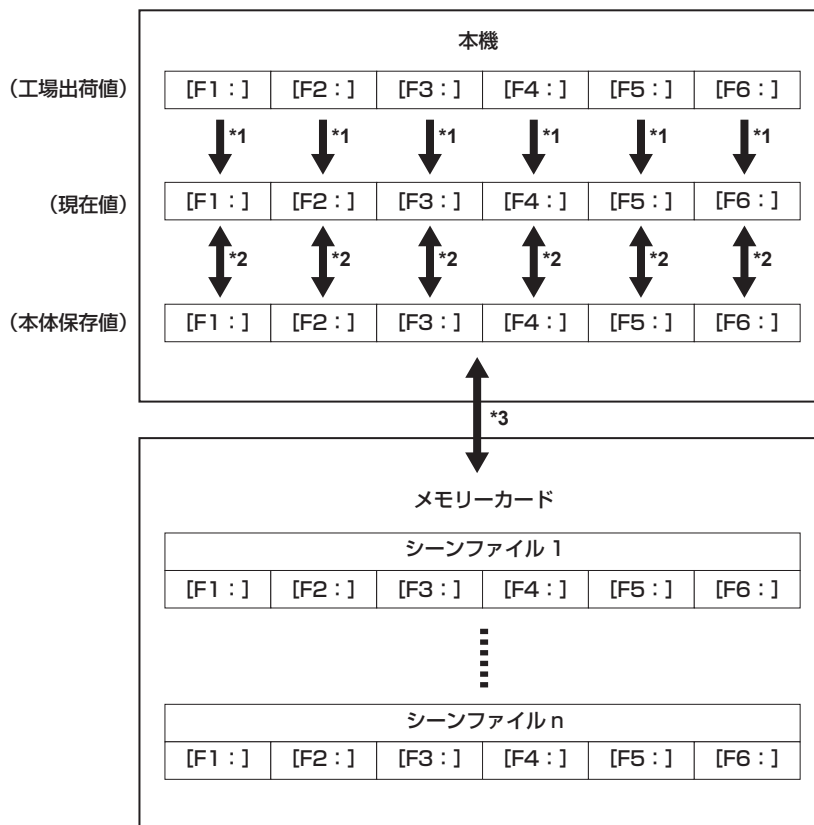 本機
（工場出荷値） [F1：] [F2：] [F3：] [F4：] [F5：] [F6：]
*1 *1 *1 *1 *1 *1
（現在値） [F1：] [F2：] [F3：] [F4：] [F5：] [F6：]
*2 *2 *2 *2 *2 *2
（本体保存値） [F1：] [F2：] [F3：] [F4：] [F5：] [F6：]
*3
メモリーカード
シーンファイル 1
[F1：] [F2：] [F3：] [F4：] [F5：] [F6：]
シーンファイル n
[F1：] [F2：] [F3：] [F4：] [F5：] [F6：]